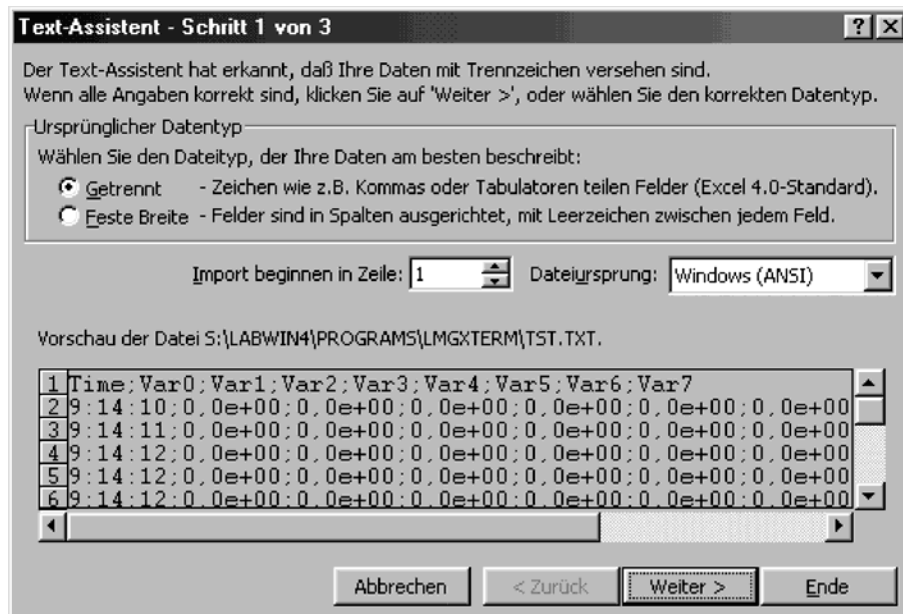 Text-Assistent - Schritt 1 von 3
Der Text-Assistent hat erkannt, daß Ihre Daten mit Trennzeichen versehen sind.
Wenn alle Angaben korrekt sind, klicken Sie auf 'Weiter >', oder wählen Sie den korrekten Datentyp.
Ursprünglicher Datentyp
Wählen Sie den Dateityp, der Ihre Daten am besten beschreibt:
Getrennt - Zeichen wie z.B. Kommas oder Tabulatoren teilen Felder (Excel 4.0-Standard).
Feste Breite - Felder sind in Spalten ausgerichtet, mit Leerzeichen zwischen jedem Feld.
Import beginnen in Zeile: 1 Dateiursprung: Windows (ANSI)
Vorschau der Datei S:\LABWIN4\PROGRAMS\LMGXTERM\TST.TXT.
1 Time;Var0;Var1;Var2;Var3;Var4;Var5;Var6;Var7
2 9:14:10;0,0e+00;0,0e+00;0,0e+00;0,0e+00;0,0e+00
3 9:14:11;0,0e+00;0,0e+00;0,0e+00;0,0e+00;0,0e+00
4 9:14:12;0,0e+00;0,0e+00;0,0e+00;0,0e+00;0,0e+00
5 9:14:12;0,0e+00;0,0e+00;0,0e+00;0,0e+00;0,0e+00
6 9:14:12;0,0e+00;0,0e+00;0,0e+00;0,0e+00;0,0e+00
Abbrechen < Zurück Weiter > Ende